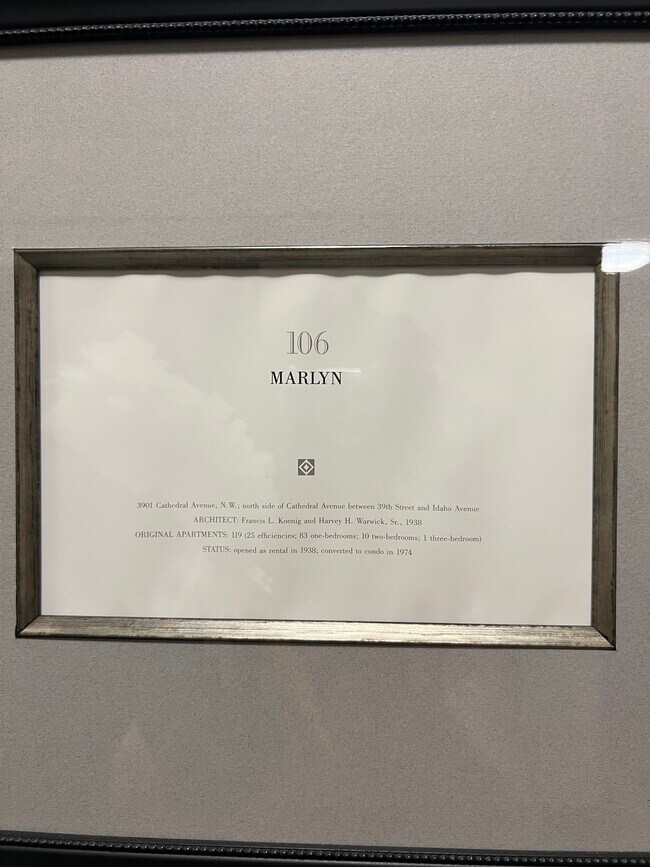 106
MARLYN
3901 Cathedral Avenue, N.W.; north side of Cathedral Avenue between 39th Street and Idaho Avenue
ARCHITECT: Francis L. Koenig and Harvey H. Warwick, Sr., 1938
ORIGINAL APARTMENTS: 119 (25 efficiencies; 83 one-bedrooms; 10 two-bedrooms; 1 three-bedroom)
STATUS: opened as rental in 1938; converted to condo in 1974